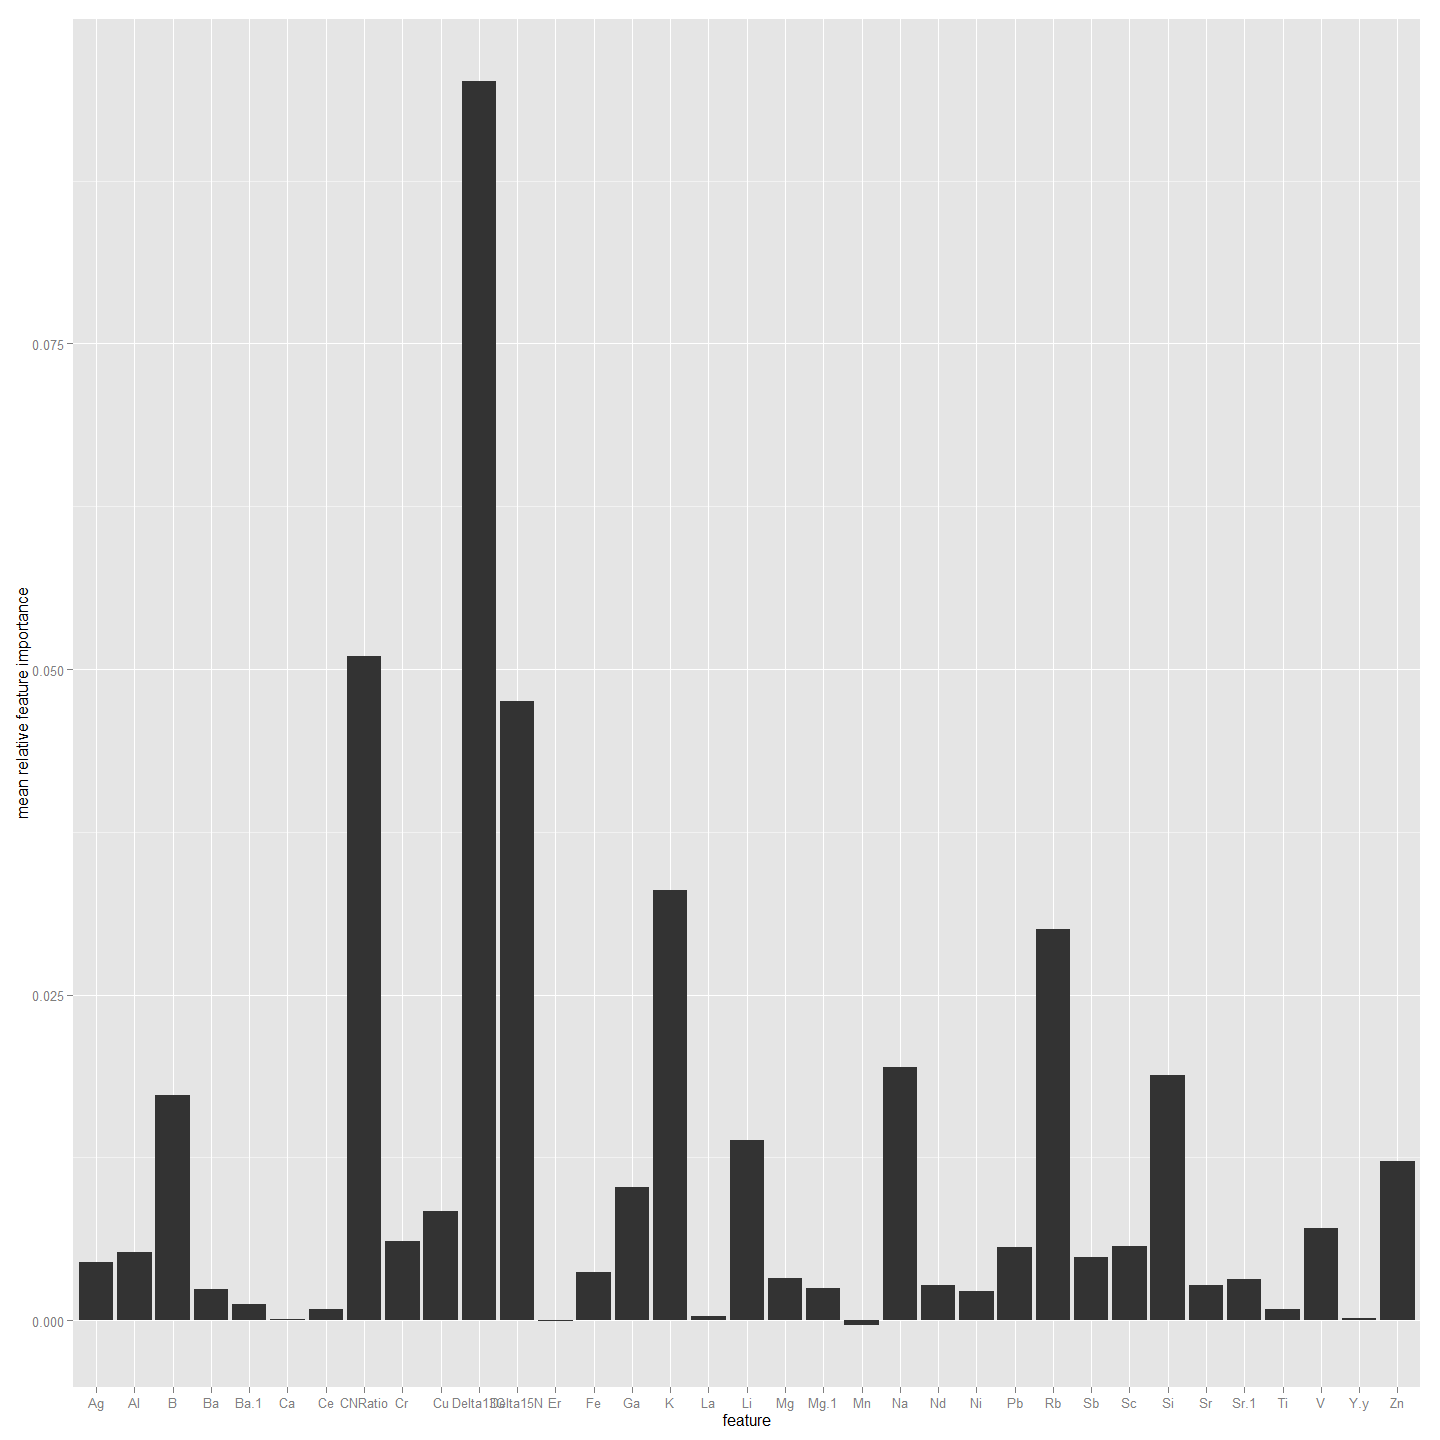 mean relative feature importance
0.075
0.050
0.025
0.000
Ag Al B Ba Ba.1 Ca Ce CNRatio Cr Cu Delta13C Delta15N Er Fe Ga K La Li Mg Mg.1 Mn Na Nd Ni Pb Rb Sb Sc Si Sr Sr.1 Ti V Y.y Zn
feature